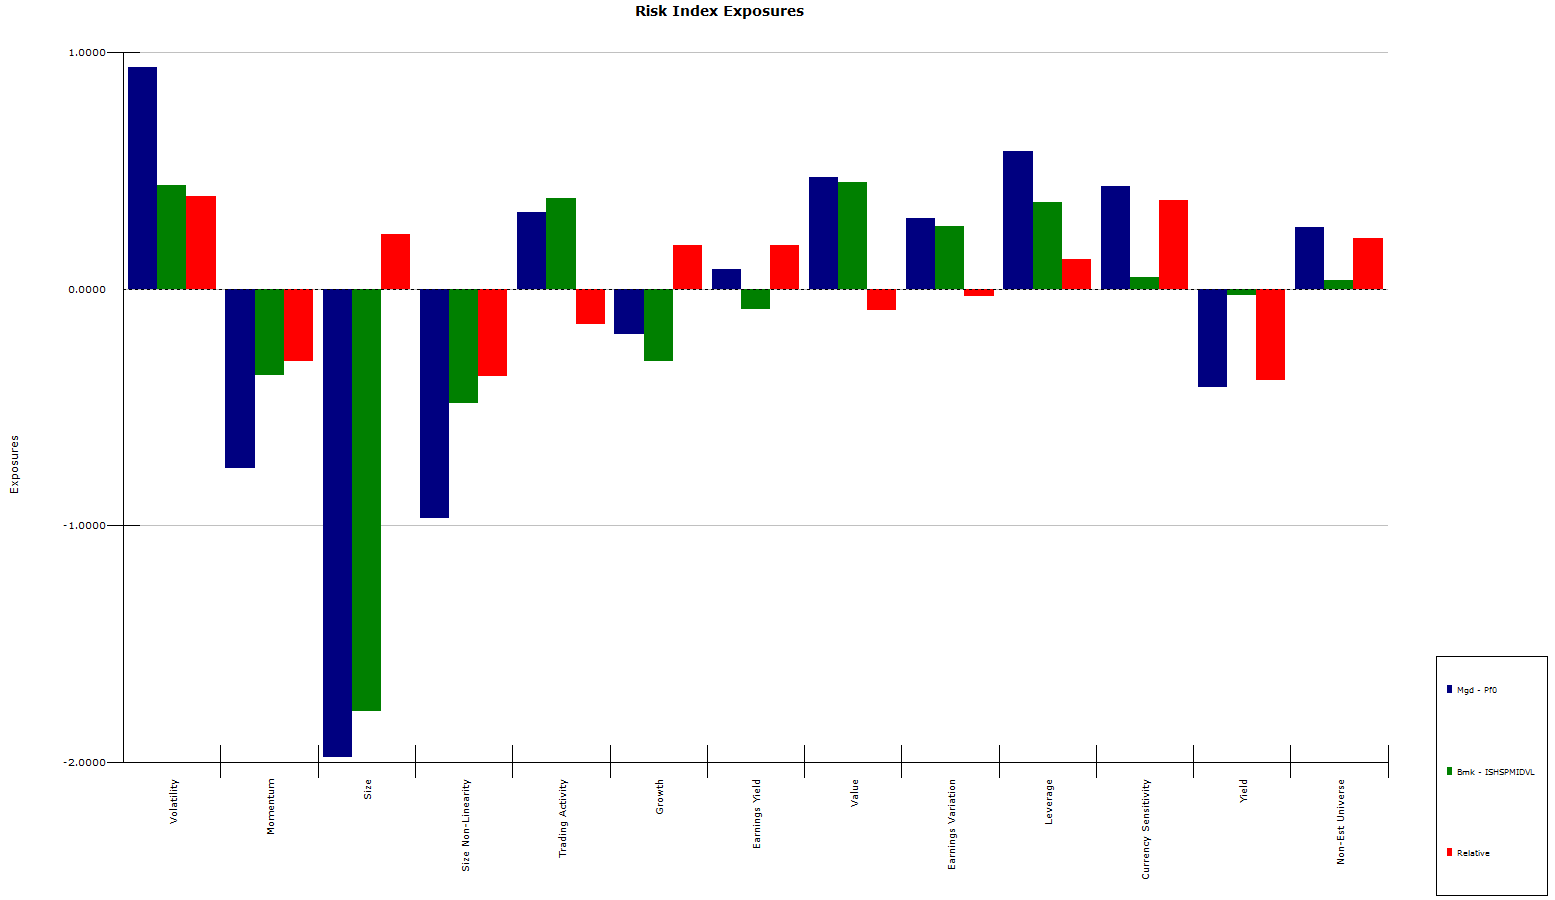 Risk Index Exposures
1.0000
0.0000
-1.0000
-2.0000
Exposures
Volatility
Momentum
Size
Size Non-Linearity
Trading Activity
Growth
Earnings Yield
Value
Earnings Variation
Leverage
Currency Sensitivity
Yield
Non-Est Universe
Mgd - Pf0
Bmk - ISHSPMIDVL
Relative